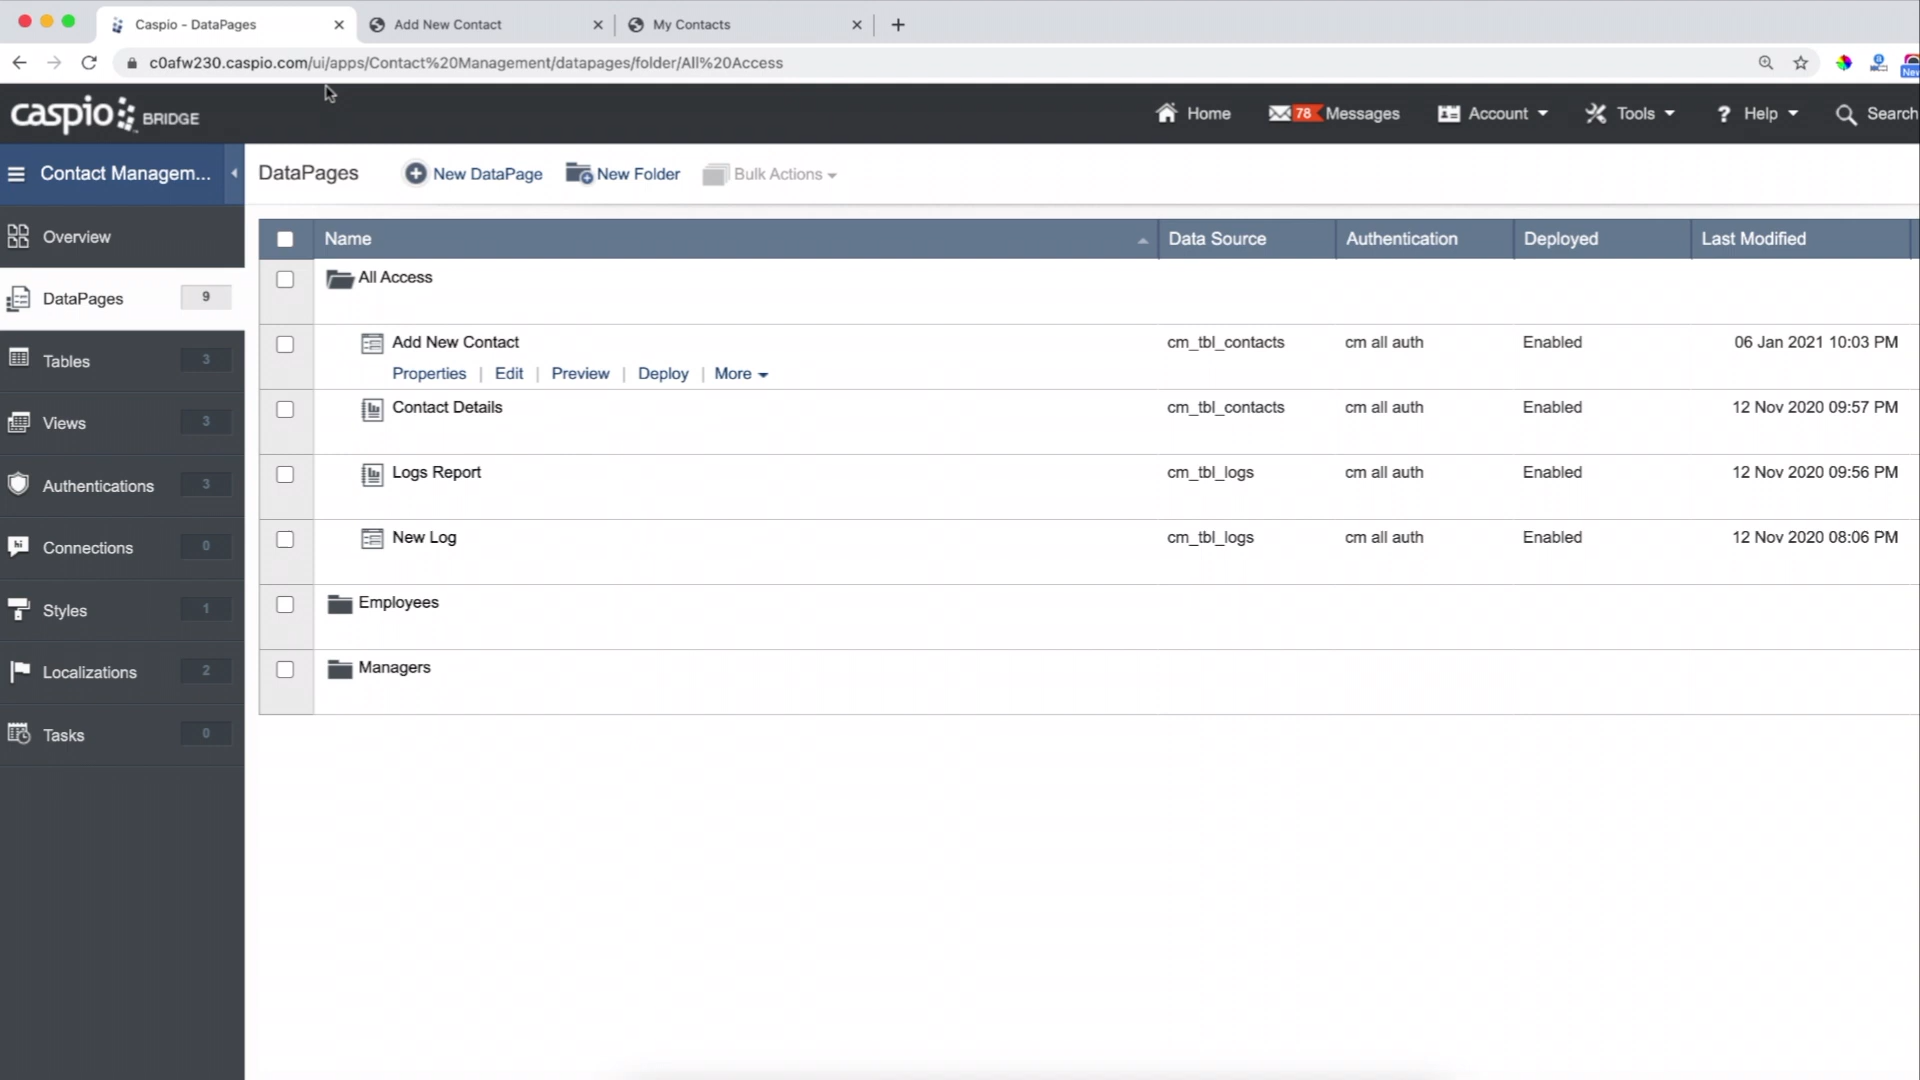 Caspio - DataPages
Add New Contact
My Contacts
c0afw230.caspio.com/ui/apps/Contact%20Management/datapages/folder/All%20Access
New
caspio BRIDGE
Home
78 Messages
Account
Tools
? Help
Search
Contact Managem...
DataPages
New DataPage
New Folder
Bulk Actions
Overview
DataPages 9
Tables 3
Views 3
Authentications 3
hi Connections 0
Styles 1
Localizations 2
Tasks 0
Name Data Source Authentication Deployed Last Modified
All Access
Add New Contact cm_tbl_contacts cm all auth Enabled 06 Jan 2021 10:03 PM
Properties | Edit | Preview | Deploy | More
Contact Details cm_tbl_contacts cm all auth Enabled 12 Nov 2020 09:57 PM
Logs Report cm_tbl_logs cm all auth Enabled 12 Nov 2020 09:56 PM
New Log cm_tbl_logs cm all auth Enabled 12 Nov 2020 08:06 PM
Employees
Managers